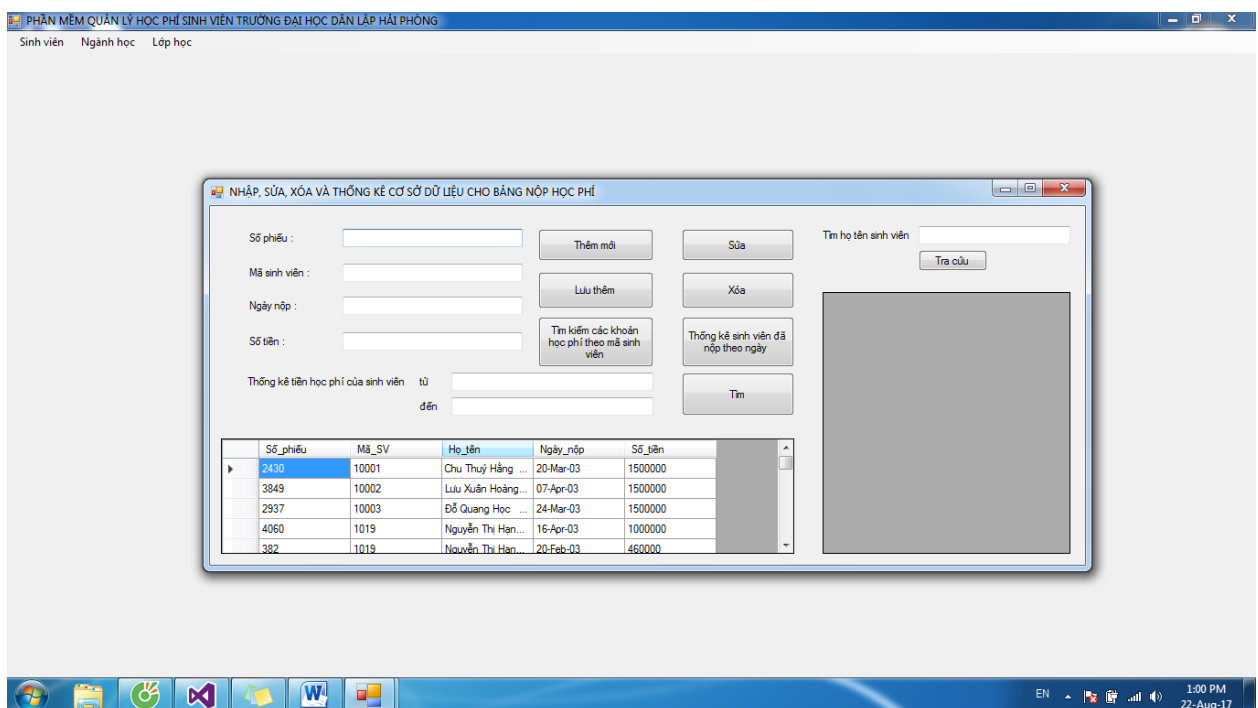 PHẦN MỀM QUẢN LÝ HỌC PHÍ SINH VIÊN TRƯỜNG ĐẠI HỌC DÂN LẬP HẢI PHÒNG
Sinh viên Ngành học Lớp học
NHẬP, SỬA, XÓA VÀ THỐNG KÊ CƠ SỞ DỮ LIỆU CHO BẢNG NỘP HỌC PHÍ
Số phiếu :
Thêm mới
Sửa
Tìm họ tên sinh viên
Tra cứu
Mã sinh viên :
Lưu thêm
Xóa
Ngày nộp :
Số tiền :
Tìm kiếm các khoản
học phí theo mã sinh
viên
Thống kê sinh viên đã
nộp theo ngày
Thống kê tiền học phí của sinh viên từ
đến
Tìm
Số_phiếu Mã_SV Họ_tên Ngày_nộp Số_tiền
2430 10001 Chu Thuý Hằng ... 20-Mar-03 1500000
3849 10002 Lưu Xuân Hoàng... 07-Apr-03 1500000
2937 10003 Đỗ Quang Học ... 24-Mar-03 1500000
4060 1019 Nguyễn Thị Han... 16-Apr-03 1000000
382 1019 Nguyễn Thị Han... 20-Feb-03 460000
EN
1:00 PM
22-Aug-17